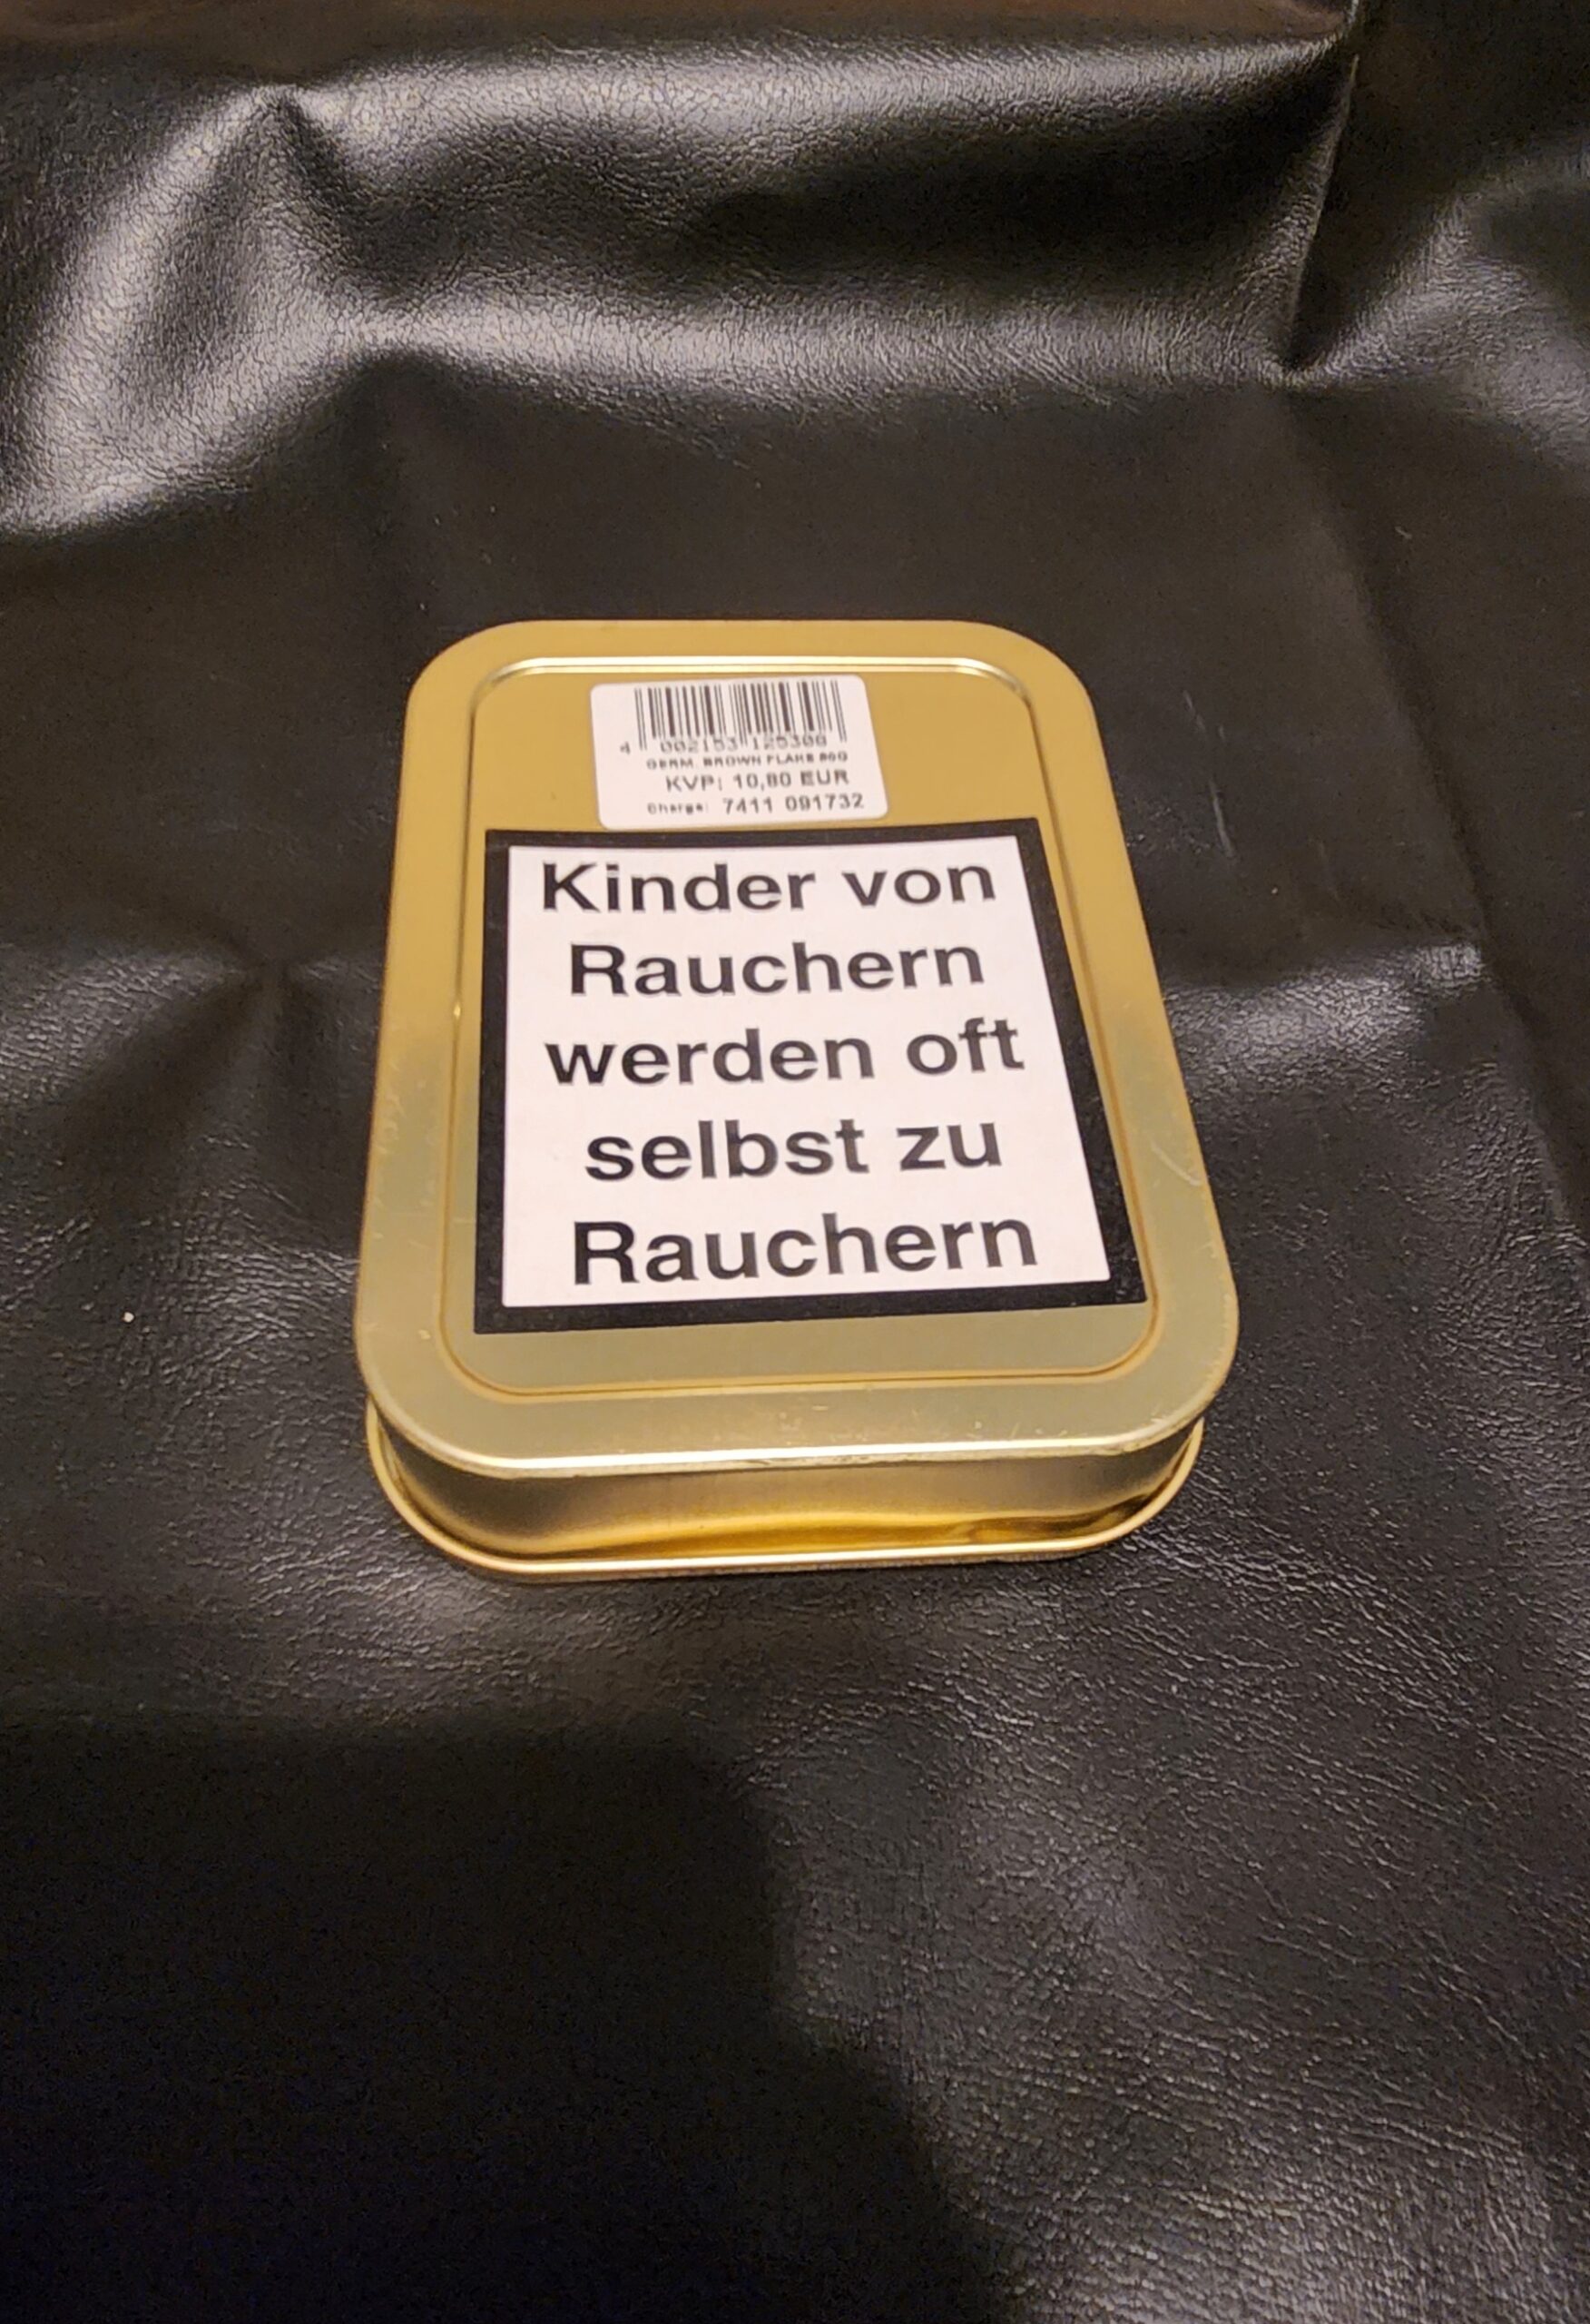 4 002153 125308
GERM. BROWN FLAKE 50G
KVP: 10,80 EUR
Charge: 7411 091732
Kinder von
Rauchern
werden oft
selbst zu
Rauchern